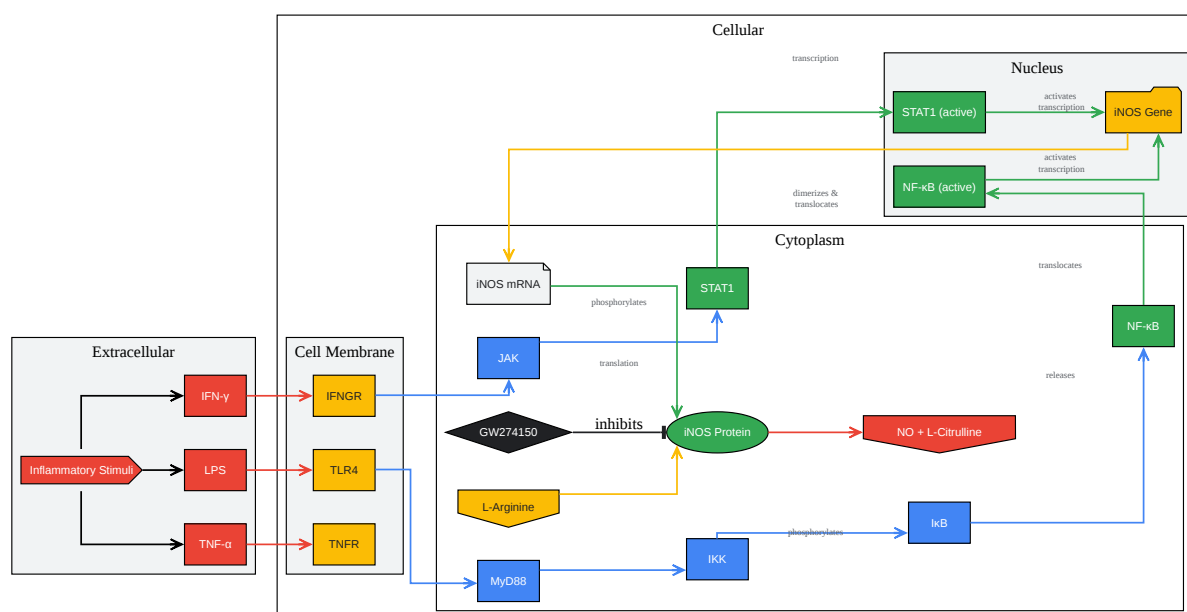 Cellular
transcription
Nucleus
STAT1 (active)
activates
transcription
iNOS Gene
activates
transcription
NF-κB (active)
dimerizes &
translocates
Cytoplasm
translocates
iNOS mRNA
STAT1
phosphorylates
NF-κB
Extracellular
Cell Membrane
JAK
translation
releases
IFN-γ
IFNGR
GW274150
inhibits
iNOS Protein
NO + L-Citrulline
Inflammatory Stimuli
LPS
TLR4
L-Arginine
IκB
phosphorylates
TNF-α
TNFR
IKK
MyD88